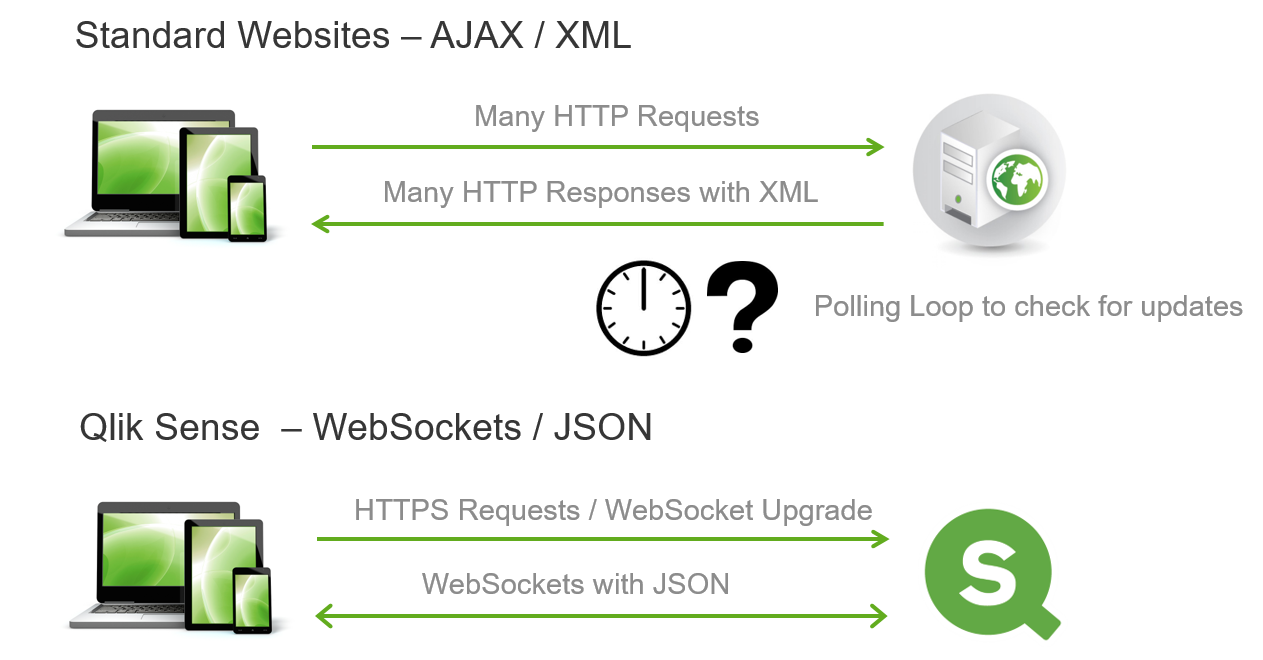 Standard Websites – AJAX / XML
Many HTTP Requests
Many HTTP Responses with XML
?
Polling Loop to check for updates
Qlik Sense – WebSockets / JSON
HTTPS Requests / WebSocket Upgrade
S
WebSockets with JSON